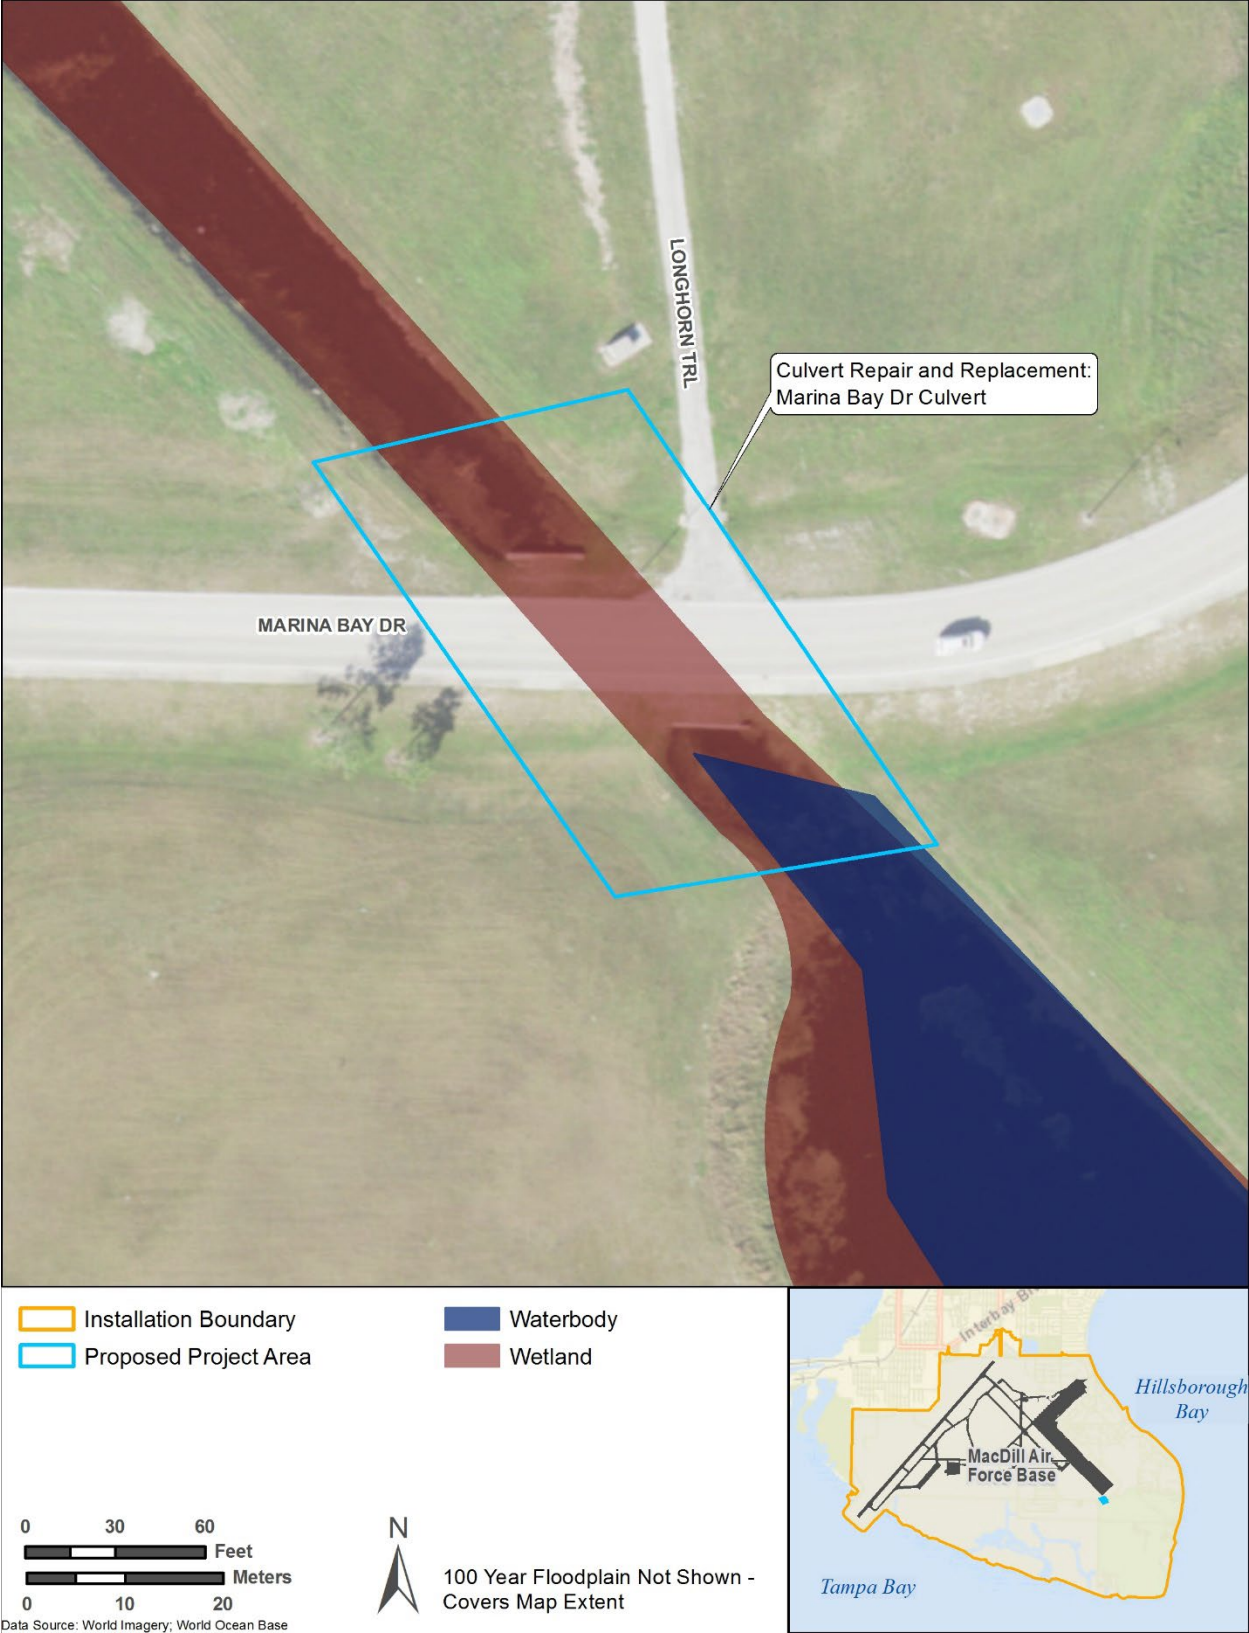 LONGHORN TRL
Culvert Repair and Replacement:
Marina Bay Dr Culvert
MARINA BAY DR
Installation Boundary
Proposed Project Area
Waterbody
Wetland
0 30 60
Feet
Meters
0 10 20
N
100 Year Floodplain Not Shown -
Covers Map Extent
Data Source: World Imagery; World Ocean Base
Interbay
Hillsborough
Bay
MacDill Air
Force Base
Tampa Bay